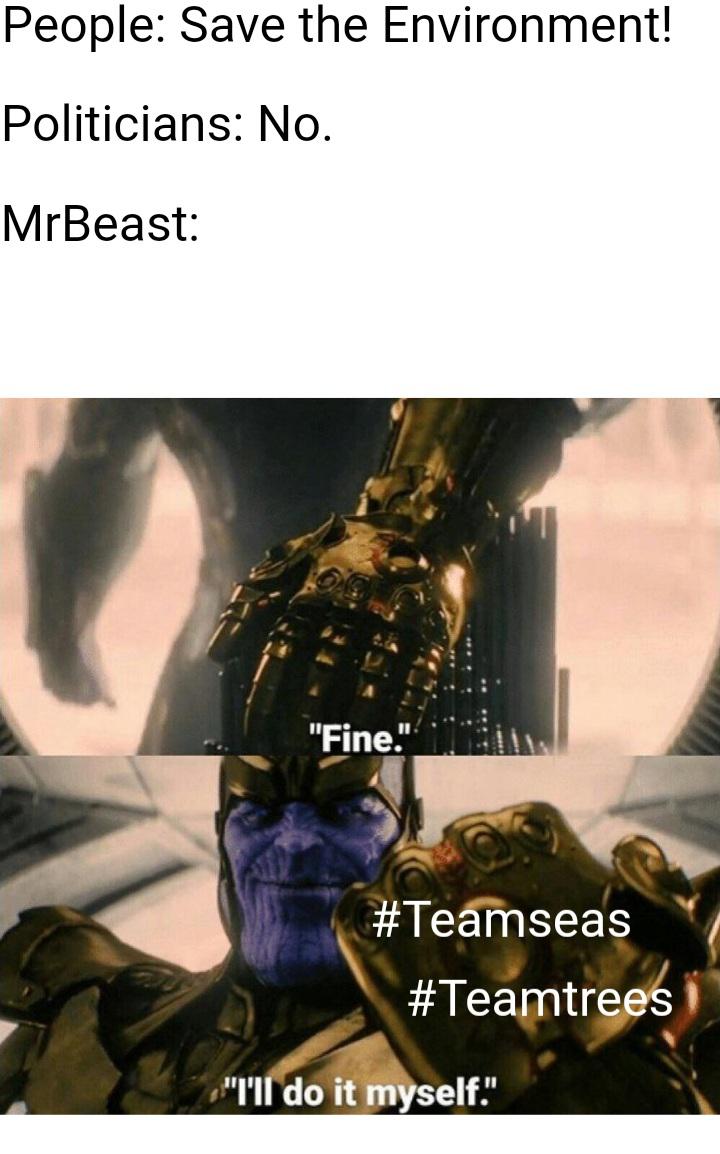 People: Save the Environment!
Politicians: No.
MrBeast:
"Fine."
#Teamseas
#Teamtrees
"I'll do it myself."